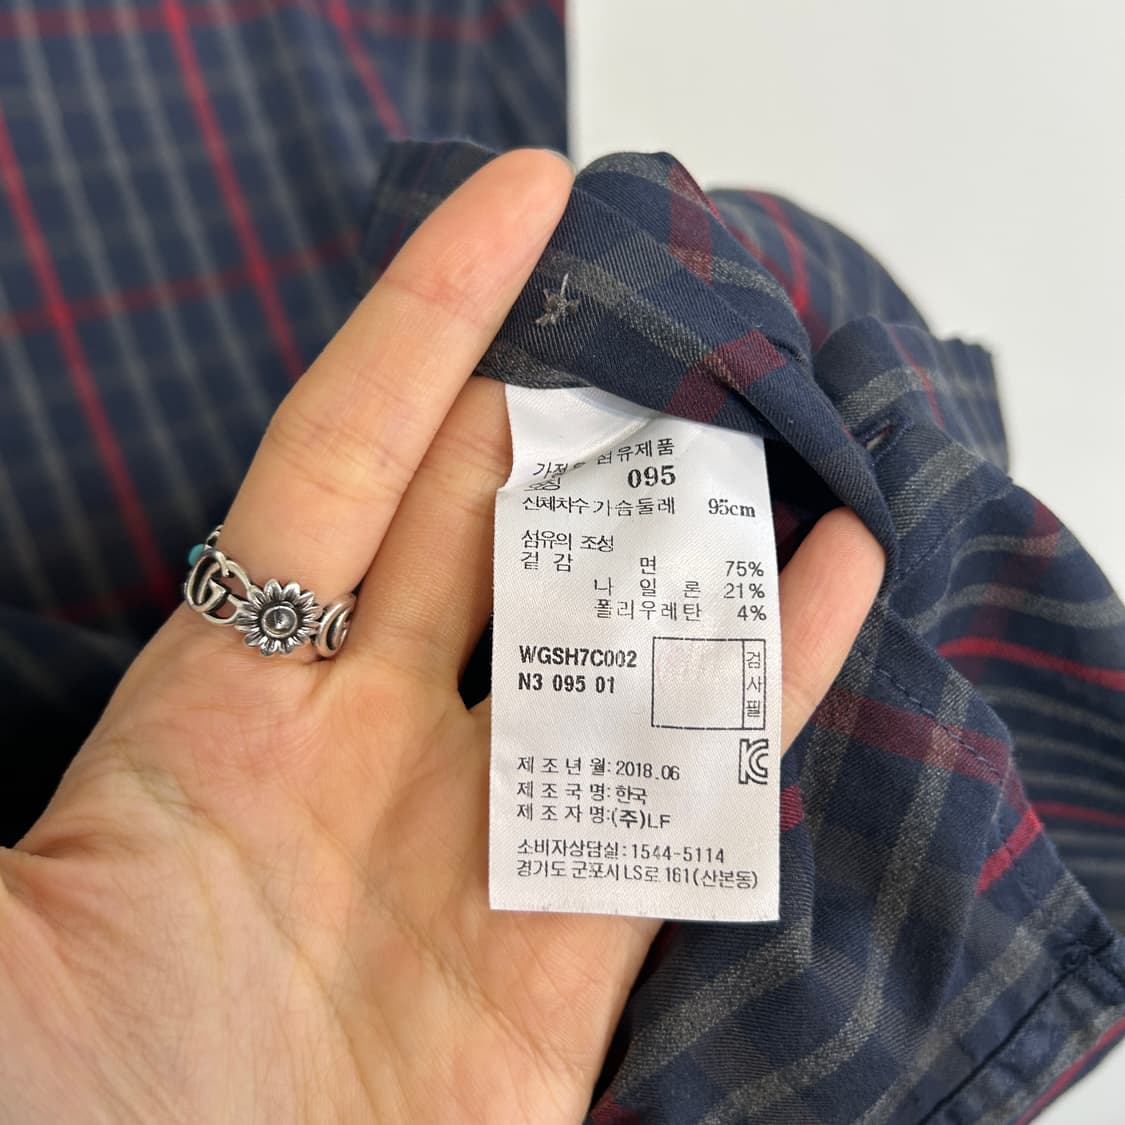 가정용 섬유제품
호칭 095
신체치수 가슴둘레 95cm
섬유의 조성
겉감 면 75%
나일론 21%
폴리우레탄 4%
WGSH7C002
N3 095 01
검사필
제조년월: 2018.06
제조국명: 한국
제조자명: (주)LF
소비자상담실: 1544-5114
경기도 군포시 LS로 161(산본동)